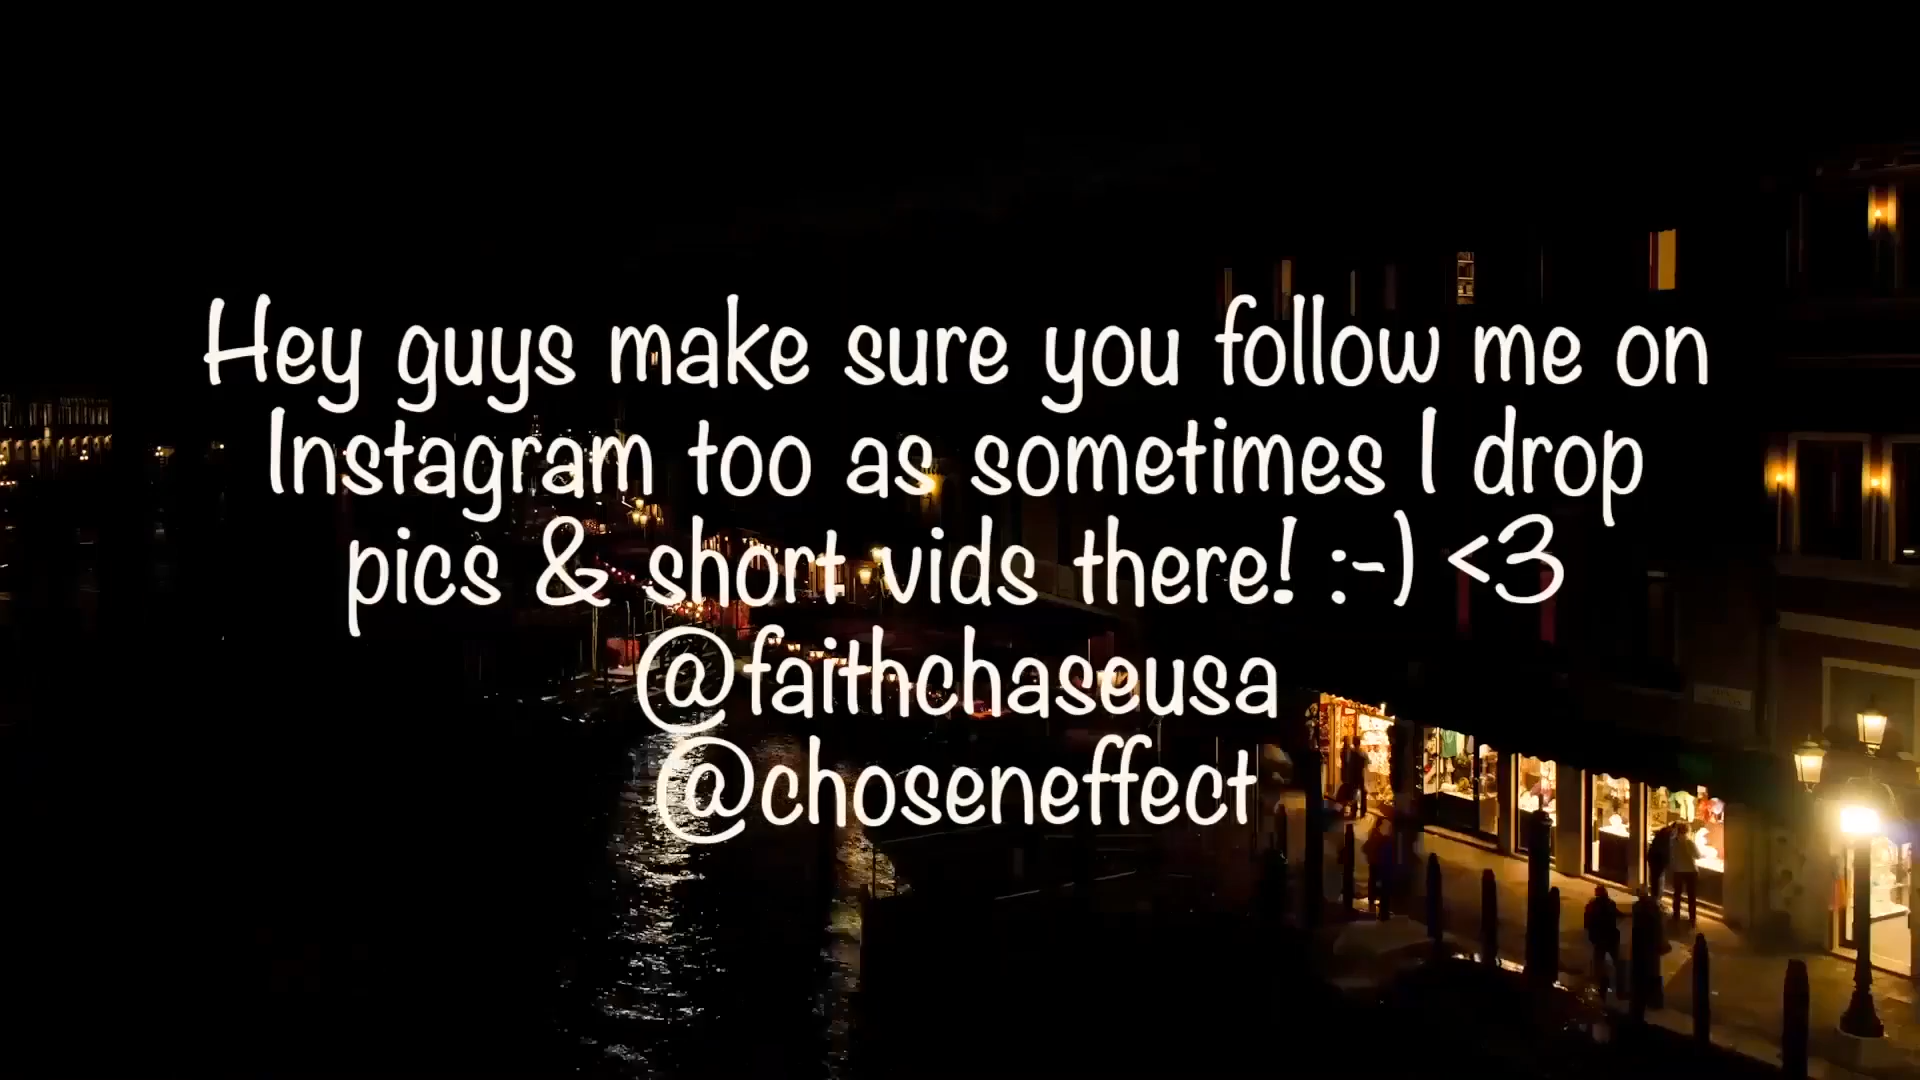 Hey guys make sure you follow me on
Instagram too as sometimes I drop
pics & short vids there! :-) <3
@faithchaseusa
@choseneffect